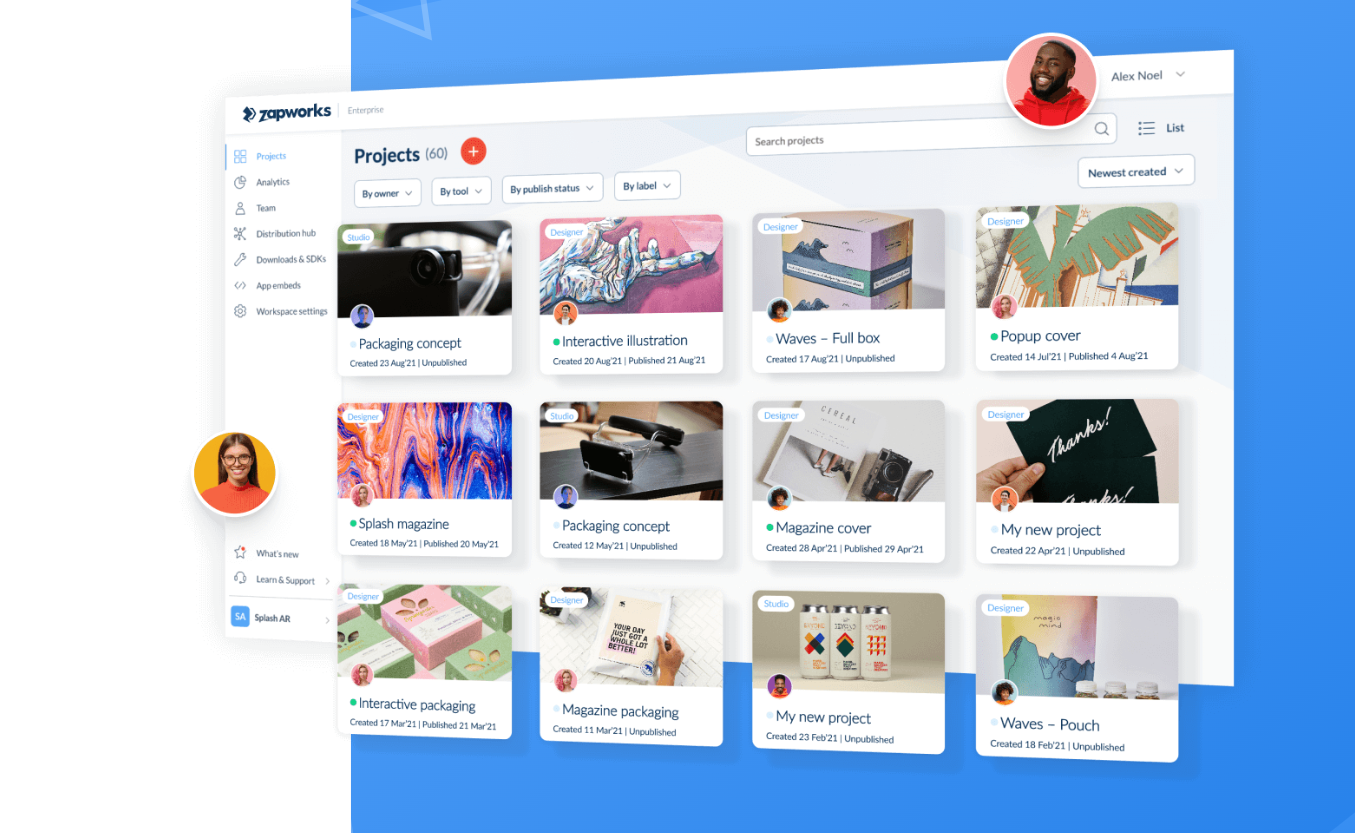 zapworks
Enterprise
Alex Noel
Projects
Analytics
Team
Distribution hub
Downloads & SDKs
App embeds
Workspace settings
What's new
Learn & Support
SA
Splash AR
Projects (60)
+
Search projects
List
By owner
By tool
By publish status
By label
Newest created
Studio
Packaging concept
Created 23 Aug'21 | Unpublished
Designer
Interactive illustration
Created 20 Aug'21 | Published 21 Aug'21
Designer
Waves – Full box
Created 17 Aug'21 | Unpublished
Designer
Popup cover
Created 14 Jul'21 | Published 4 Aug'21
Designer
Splash magazine
Created 18 May'21 | Published 20 May'21
Studio
Packaging concept
Created 12 May'21 | Unpublished
Designer
CEREAL
Magazine cover
Created 28 Apr'21 | Published 29 Apr'21
Designer
Thanks!
Thanks!
My new project
Created 22 Apr'21 | Unpublished
Designer
Interactive packaging
Created 17 Mar'21 | Published 21 Mar'21
Designer
YOUR DAY
JUST GOT A
WHOLE LOT
BETTER!
Magazine packaging
Created 11 Mar'21 | Unpublished
Studio
My new project
Created 23 Feb'21 | Unpublished
Designer
magic
mind
Waves – Pouch
Created 18 Feb'21 | Unpublished